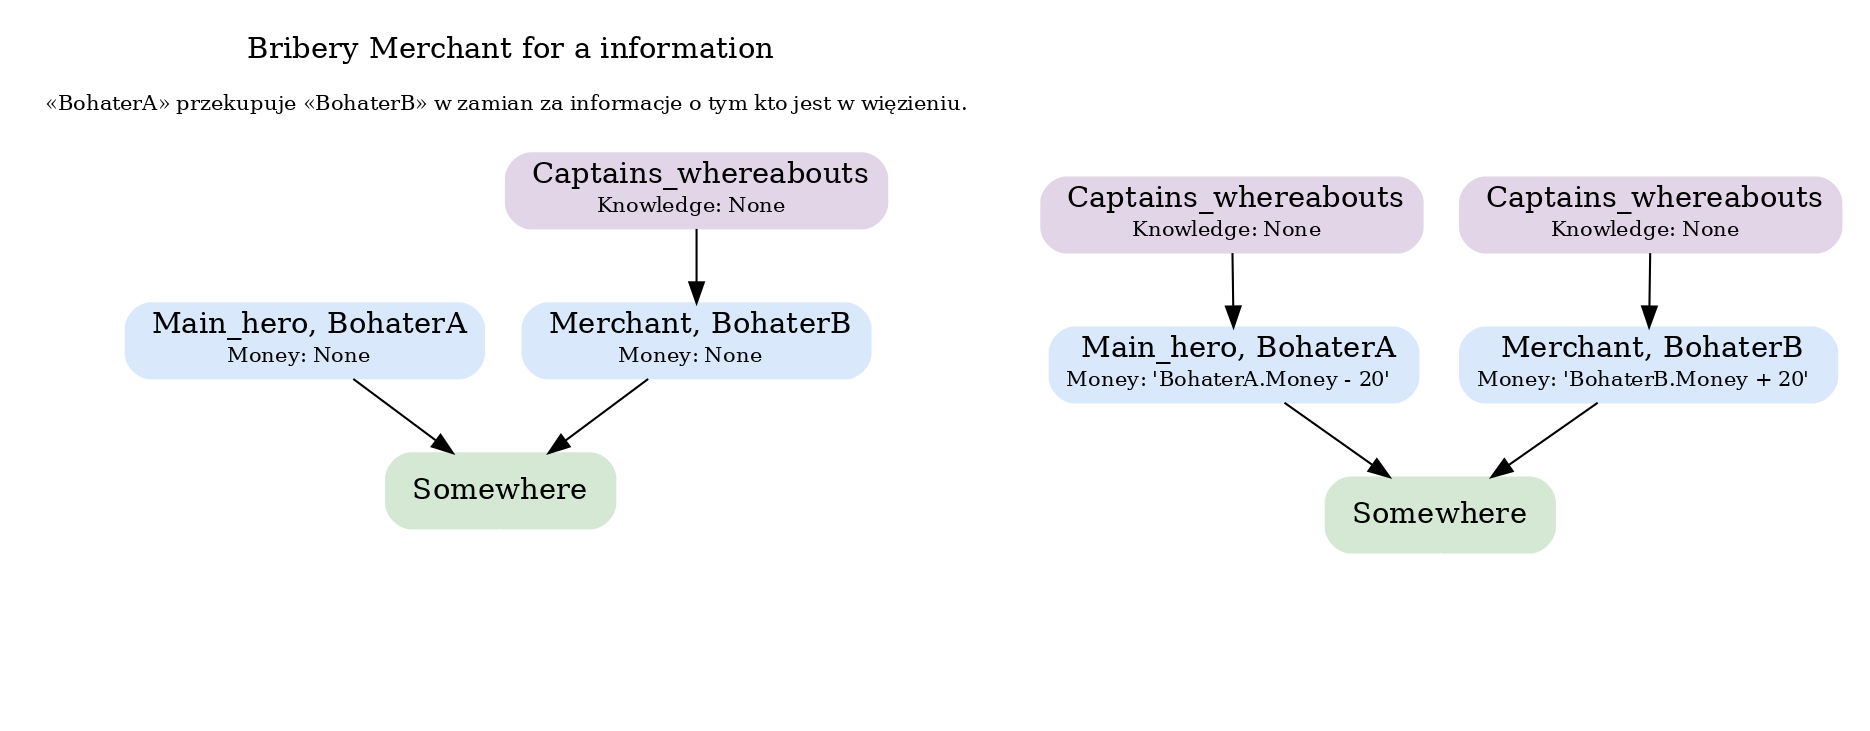 Bribery Merchant for a information
«BohaterA» przekupuje «BohaterB» w zamian za informacje o tym kto jest w więzieniu.
Captains_whereabouts
Knowledge: None
Main_hero, BohaterA
Money: None
Merchant, BohaterB
Money: None
Somewhere
Captains_whereabouts
Knowledge: None
Captains_whereabouts
Knowledge: None
Main_hero, BohaterA
Money: 'BohaterA.Money - 20'
Merchant, BohaterB
Money: 'BohaterB.Money + 20'
Somewhere